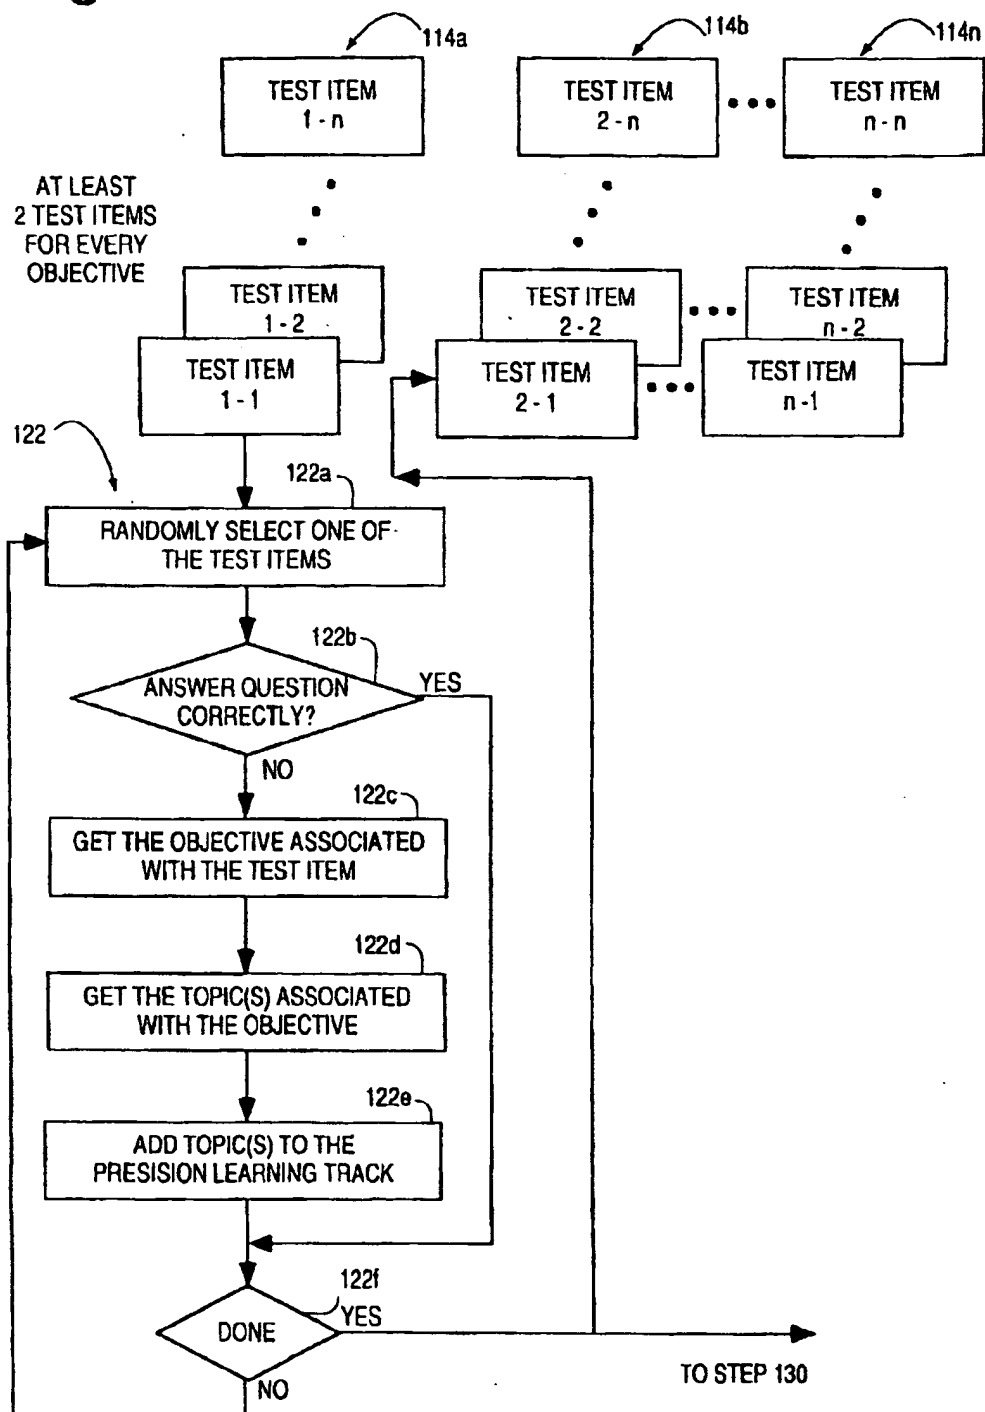 114a
114b
114n
TEST ITEM
1 - n
TEST ITEM
2 - n
TEST ITEM
n - n
AT LEAST
2 TEST ITEMS
FOR EVERY
OBJECTIVE
TEST ITEM
1 - 2
TEST ITEM
2 - 2
TEST ITEM
n - 2
TEST ITEM
1 - 1
TEST ITEM
2 - 1
TEST ITEM
n - 1
122
122a
RANDOMLY SELECT ONE OF
THE TEST ITEMS
122b
ANSWER QUESTION
CORRECTLY?
YES
NO
122c
GET THE OBJECTIVE ASSOCIATED
WITH THE TEST ITEM
122d
GET THE TOPIC(S) ASSOCIATED
WITH THE OBJECTIVE
122e
ADD TOPIC(S) TO THE
PRESISION LEARNING TRACK
122f
DONE
YES
TO STEP 130
NO